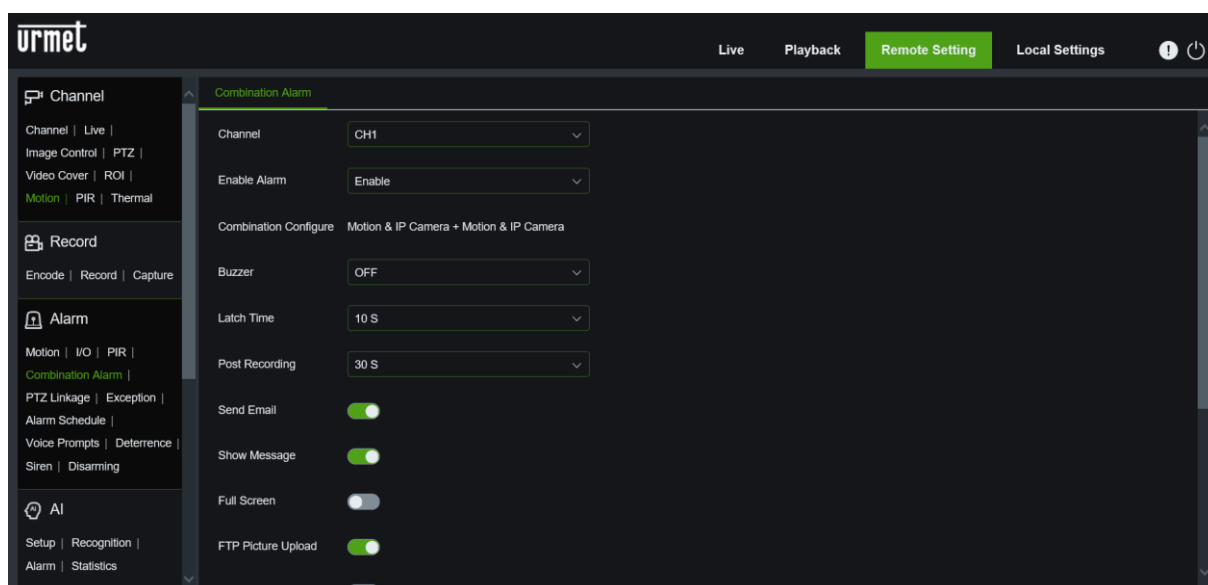 urmet
Live Playback Remote Setting Local Settings
Channel
Channel | Live |
Image Control | PTZ |
Video Cover | ROI |
Motion | PIR | Thermal
Record
Encode | Record | Capture
Alarm
Motion | I/O | PIR |
Combination Alarm |
PTZ Linkage | Exception |
Alarm Schedule |
Voice Prompts | Deterrence |
Siren | Disarming
AI
Setup | Recognition |
Alarm | Statistics
Combination Alarm
Channel CH1
Enable Alarm Enable
Combination Configure Motion & IP Camera + Motion & IP Camera
Buzzer OFF
Latch Time 10 S
Post Recording 30 S
Send Email
Show Message
Full Screen
FTP Picture Upload